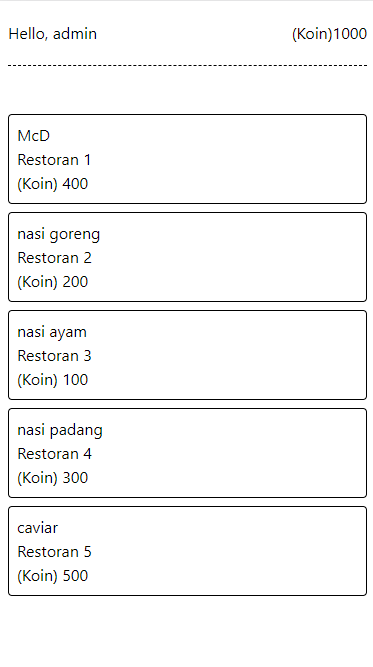 Hello, admin (Koin)1000
McD
Restoran 1
(Koin) 400
nasi goreng
Restoran 2
(Koin) 200
nasi ayam
Restoran 3
(Koin) 100
nasi padang
Restoran 4
(Koin) 300
caviar
Restoran 5
(Koin) 500